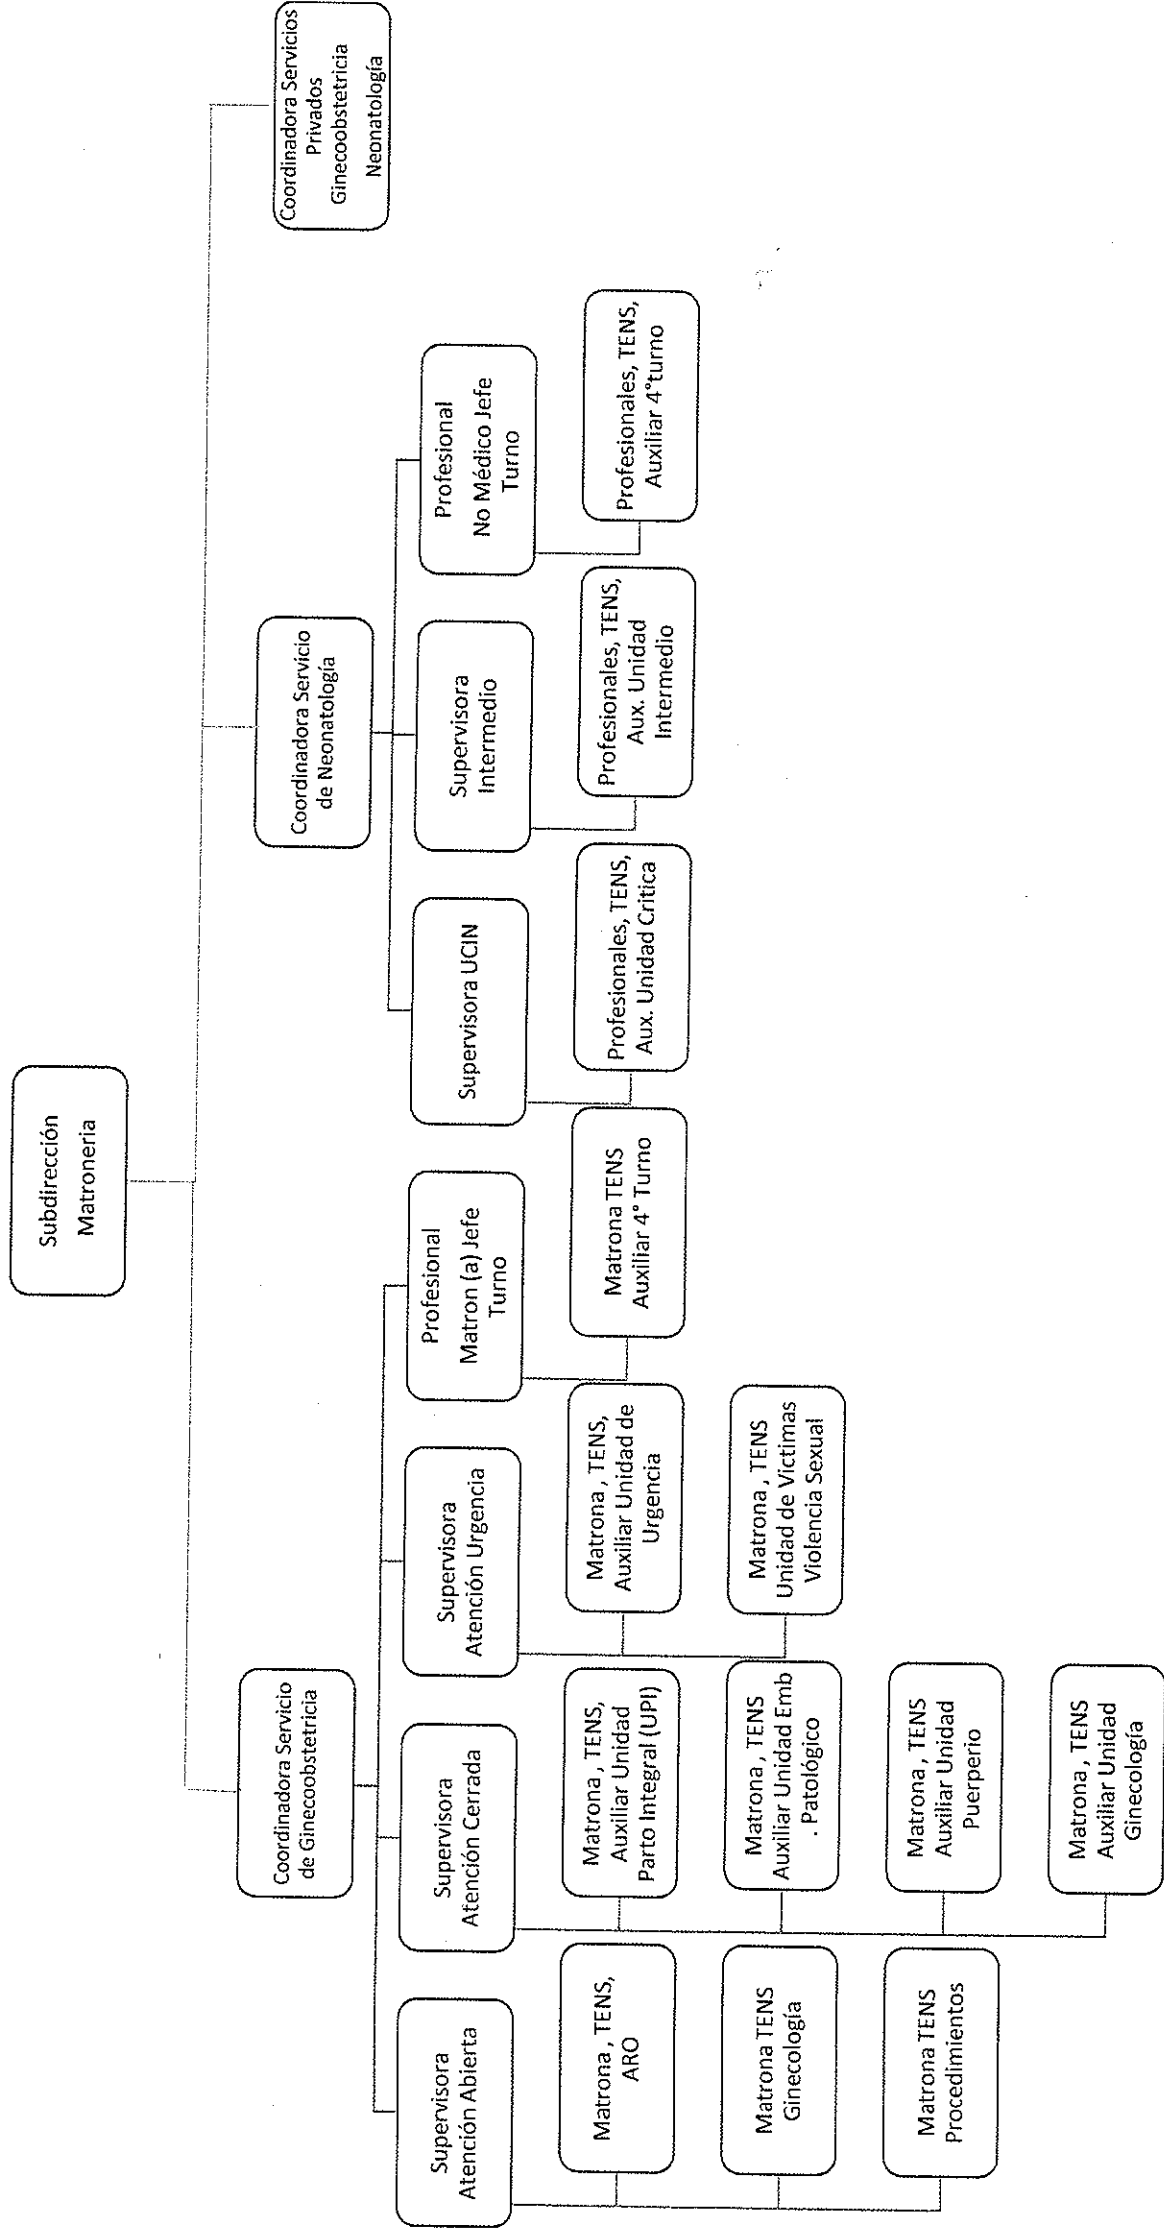 Subdirección
Matroneria
Coordinadora Servicio
de Ginecoobstetricia
Coordinadora Servicio
de Neonatología
Coordinadora Servicios
Privados
Ginecoobstetricia
Neonatología
Supervisora
Atención Abierta
Supervisora
Atención Cerrada
Supervisora
Atención Urgencia
Profesional
Matron (a) Jefe
Turno
Supervisora UCIN
Supervisora
Intermedio
Profesional
No Médico Jefe
Turno
Matrona , TENS,
ARO
Matrona TENS
Ginecología
Matrona TENS
Procedimientos
Matrona , TENS,
Auxiliar Unidad
Parto Integral (UPI)
Matrona , TENS
Auxiliar Unidad Emb
. Patológico
Matrona , TENS
Auxiliar Unidad
Puerperio
Matrona , TENS
Auxiliar Unidad
Ginecología
Matrona , TENS,
Auxiliar Unidad de
Urgencia
Matrona , TENS
Unidad de Victimas
Violencia Sexual
Matrona TENS
Auxiliar 4° Turno
Profesionales, TENS,
Aux. Unidad Critica
Profesionales, TENS,
Aux. Unidad
Intermedio
Profesionales, TENS,
Auxiliar 4°turno